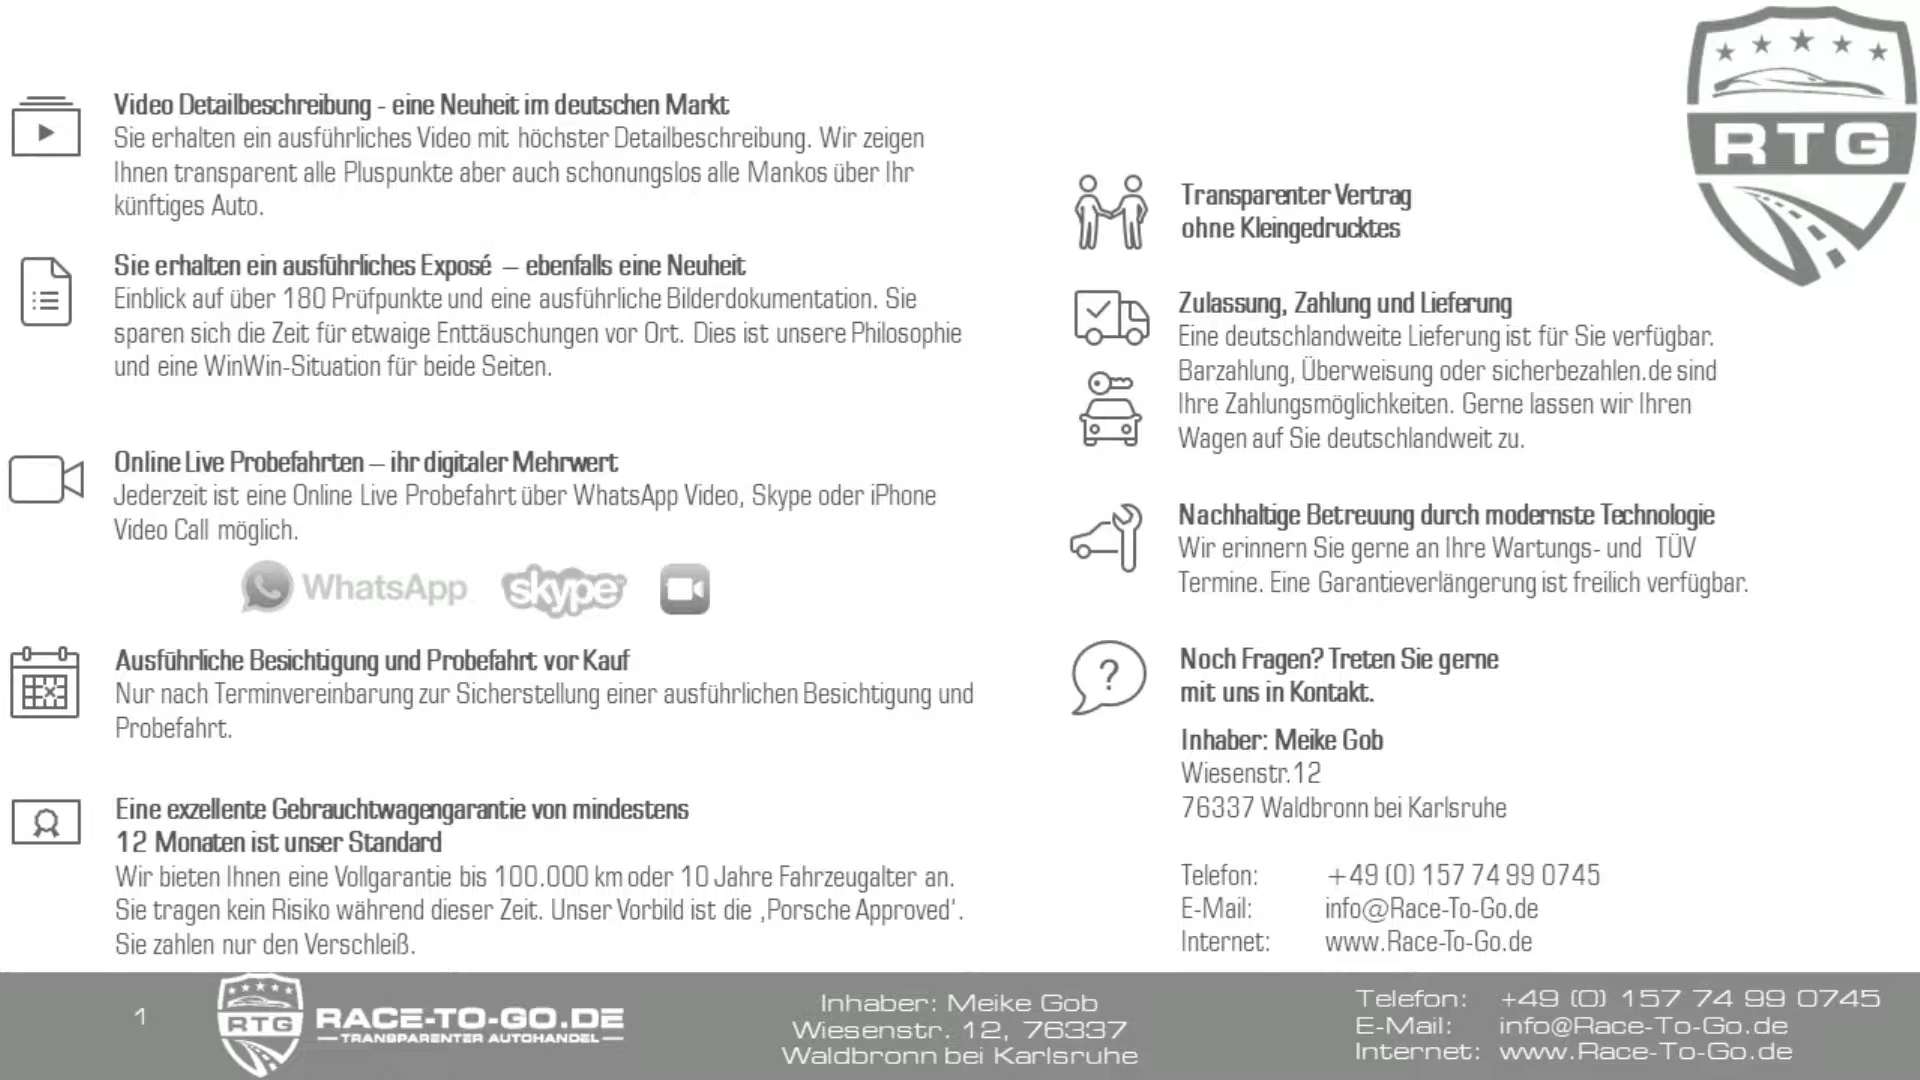 Video Detailbeschreibung - eine Neuheit im deutschen Markt
Sie erhalten ein ausführliches Video mit höchster Detailbeschreibung. Wir zeigen
Ihnen transparent alle Pluspunkte aber auch schonungslos alle Mankos über Ihr
künftiges Auto.
Sie erhalten ein ausführliches Exposé – ebenfalls eine Neuheit
Einblick auf über 180 Prüfpunkte und eine ausführliche Bilderdokumentation. Sie
sparen sich die Zeit für etwaige Enttäuschungen vor Ort. Dies ist unsere Philosophie
und eine WinWin-Situation für beide Seiten.
Online Live Probefahrten – ihr digitaler Mehrwert
Jederzeit ist eine Online Live Probefahrt über WhatsApp Video, Skype oder iPhone
Video Call möglich.
WhatsApp skype
Ausführliche Besichtigung und Probefahrt vor Kauf
Nur nach Terminvereinbarung zur Sicherstellung einer ausführlichen Besichtigung und
Probefahrt.
Eine exzellente Gebrauchtwagengarantie von mindestens
12 Monaten ist unser Standard
Wir bieten Ihnen eine Vollgarantie bis 100.000 km oder 10 Jahre Fahrzeugalter an.
Sie tragen kein Risiko während dieser Zeit. Unser Vorbild ist die ‚Porsche Approved'.
Sie zahlen nur den Verschleiß.
RTG
Transparenter Vertrag
ohne Kleingedrucktes
Zulassung, Zahlung und Lieferung
Eine deutschlandweite Lieferung ist für Sie verfügbar.
Barzahlung, Überweisung oder sicherbezahlen.de sind
Ihre Zahlungsmöglichkeiten. Gerne lassen wir Ihren
Wagen auf Sie deutschlandweit zu.
Nachhaltige Betreuung durch modernste Technologie
Wir erinnern Sie gerne an Ihre Wartungs- und TÜV
Termine. Eine Garantieverlängerung ist freilich verfügbar.
?
Noch Fragen? Treten Sie gerne
mit uns in Kontakt.
Inhaber: Meike Gob
Wiesenstr.12
76337 Waldbronn bei Karlsruhe
Telefon: +49 (0) 157 74 99 0745
E-Mail: info@Race-To-Go.de
Internet: www.Race-To-Go.de
1
RTG
RACE-TO-GO.DE
TRANSPARENTER AUTOHANDEL
Inhaber: Meike Gob
Wiesenstr. 12, 76337
Waldbronn bei Karlsruhe
Telefon: +49 (0) 157 74 99 0745
E-Mail: info@Race-To-Go.de
Internet: www.Race-To-Go.de